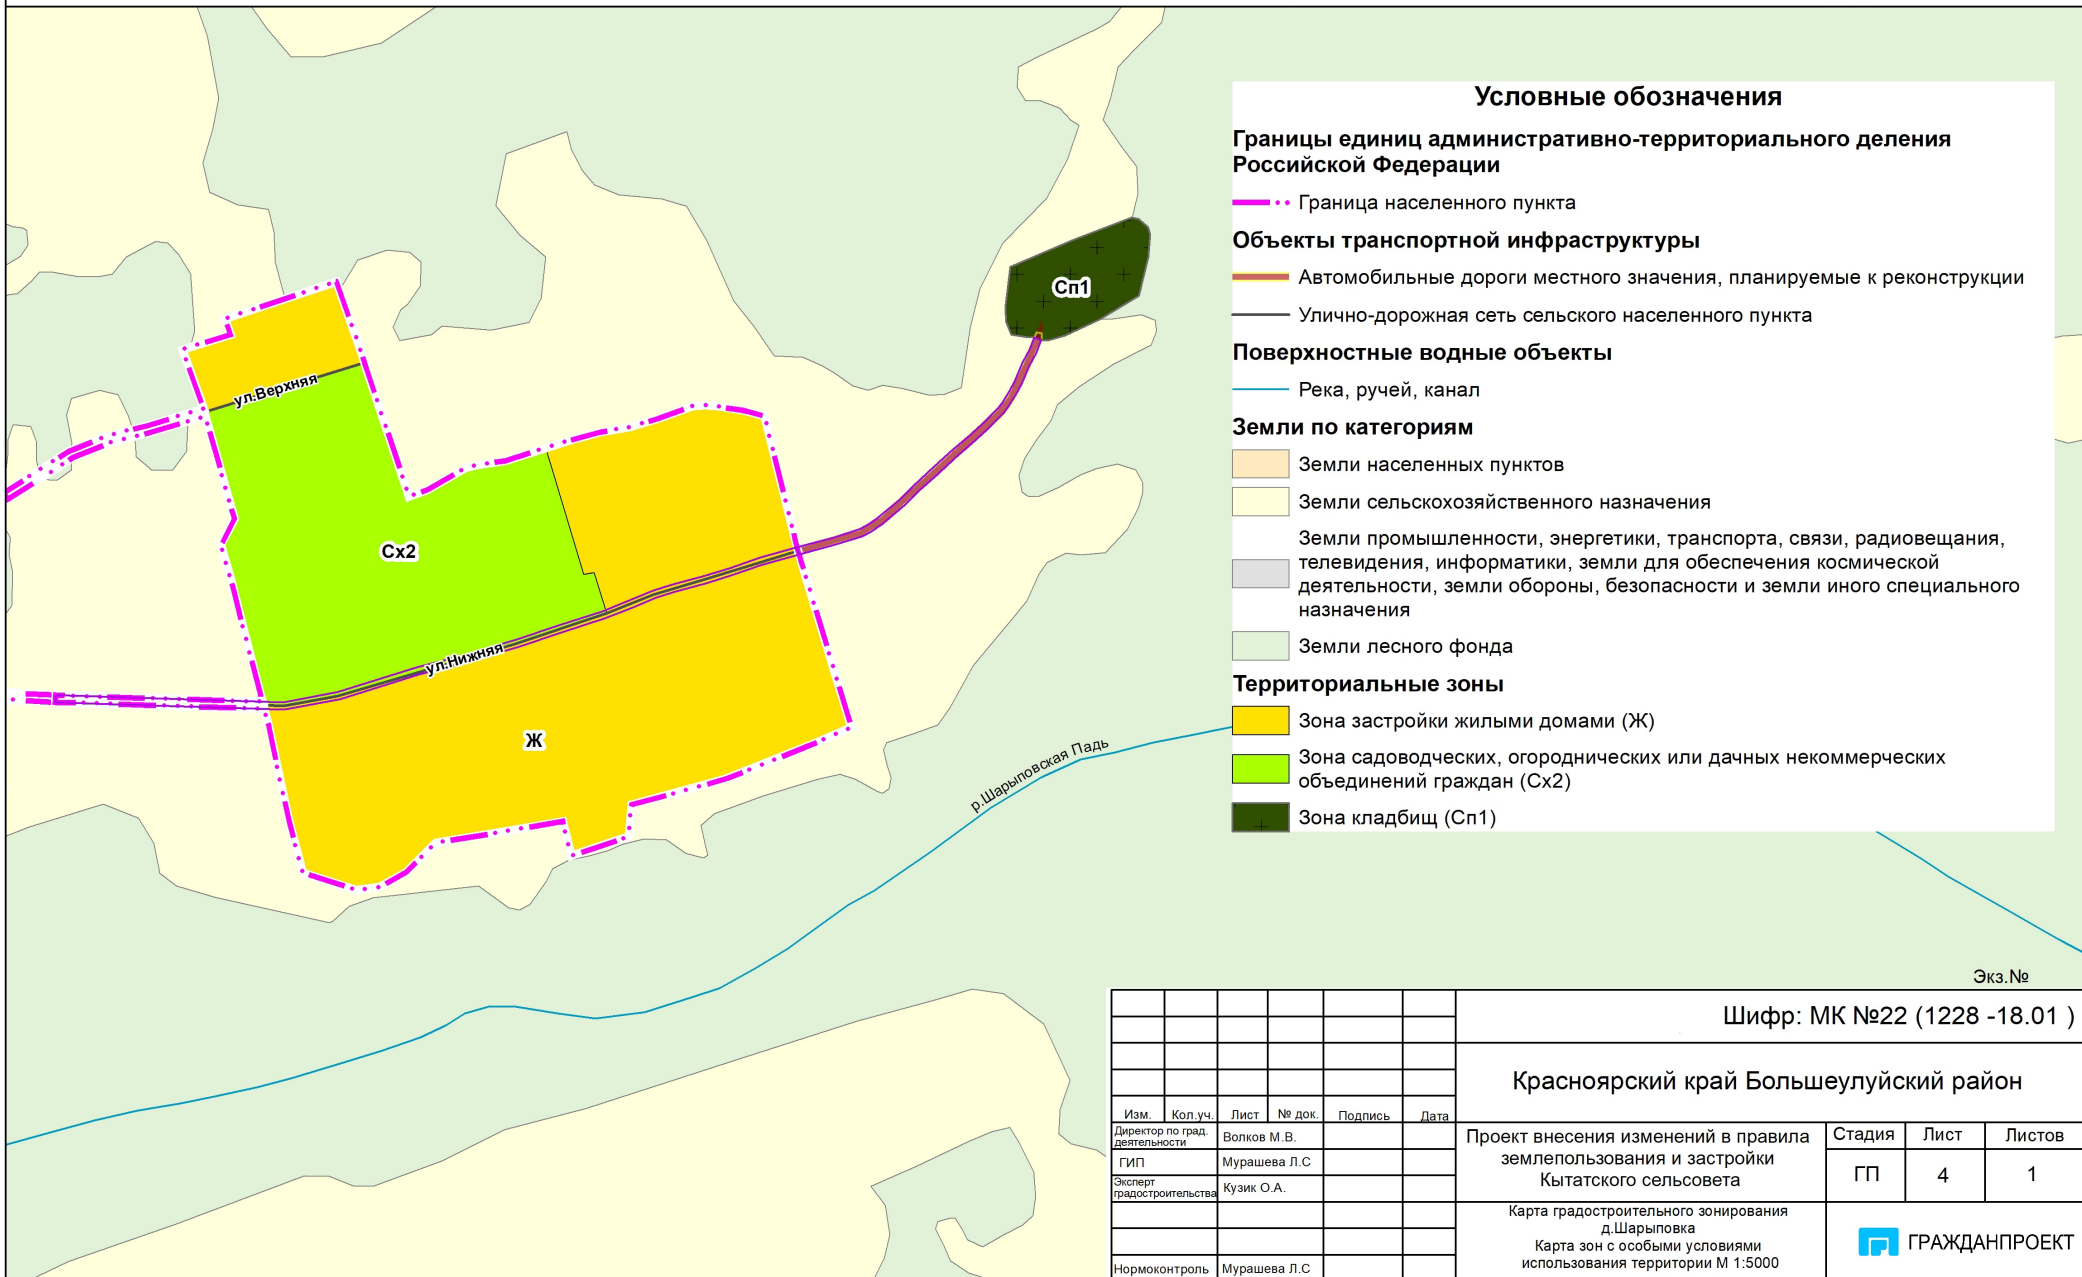 Условные обозначения
Границы единиц административно-территориального деления
Российской Федерации
Граница населенного пункта
Объекты транспортной инфраструктуры
Автомобильные дороги местного значения, планируемые к реконструкции
Улично-дорожная сеть сельского населенного пункта
Поверхностные водные объекты
Река, ручей, канал
Земли по категориям
Земли населенных пунктов
Земли сельскохозяйственного назначения
Земли промышленности, энергетики, транспорта, связи, радиовещания,
телевидения, информатики, земли для обеспечения космической
деятельности, земли обороны, безопасности и земли иного специального
назначения
Земли лесного фонда
Территориальные зоны
Зона застройки жилыми домами (Ж)
Зона садоводческих, огороднических или дачных некоммерческих
объединений граждан (Сх2)
Зона кладбищ (Сп1)
Сп1
ул.Верхняя
Сх2
ул.Нижняя
Ж
р.Шарыповская Падь
Экз.№
Шифр: МК №22 (1228 -18.01 )
Красноярский край Большеулуйский район
Изм. Кол.уч. Лист № док. Подпись Дата
Директор по град.
деятельности
Волков М.В.
ГИП Мурашева Л.С
Эксперт
градостроительства
Кузик О.А.
Нормоконтроль Мурашева Л.С
Проект внесения изменений в правила
землепользования и застройки
Кытатского сельсовета
Стадия Лист Листов
ГП 4 1
Карта градостроительного зонирования
д.Шарыповка
Карта зон с особыми условиями
использования территории М 1:5000
ГРАЖДАНПРОЕКТ